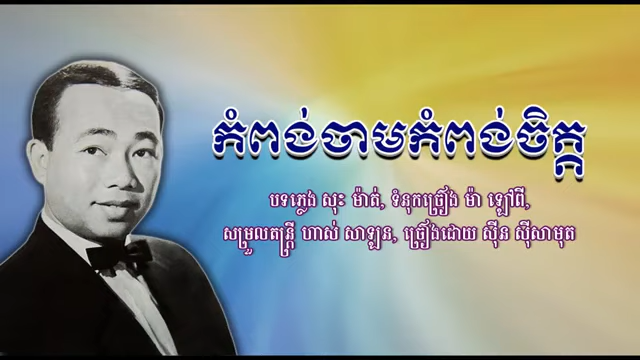 កំពង់ចាមកំពង់ចិត្ត
បទភ្លេង សុះ ម៉ាត់, ទំនុកច្រៀង ម៉ា ឡៅពី,
សម្រួលតន្ត្រី ហាស់ សាឡន, ច្រៀងដោយ ស៊ីន ស៊ីសាមុត